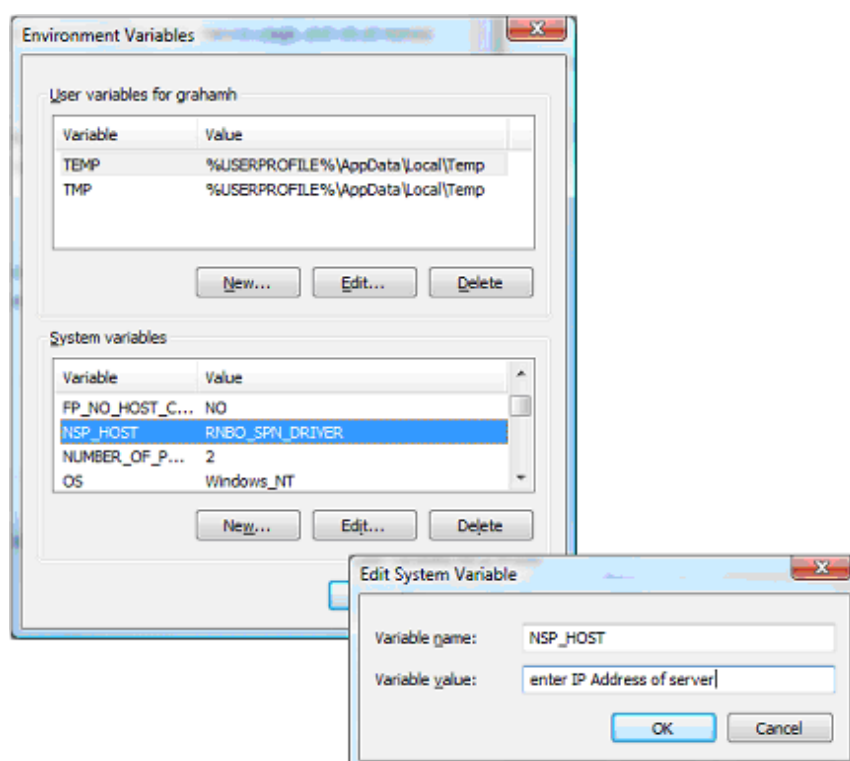 Environment Variables
User variables for grahamh
Variable Value
TEMP %USERPROFILE%\AppData\Local\Temp
TMP %USERPROFILE%\AppData\Local\Temp
New... Edit... Delete
System variables
Variable Value
FP_NO_HOST_C... NO
NSP_HOST RNBO_SPN_DRIVER
NUMBER_OF_P... 2
OS Windows_NT
New... Edit... Delete
Edit System Variable
Variable name: NSP_HOST
Variable value: enter IP Address of server
OK Cancel